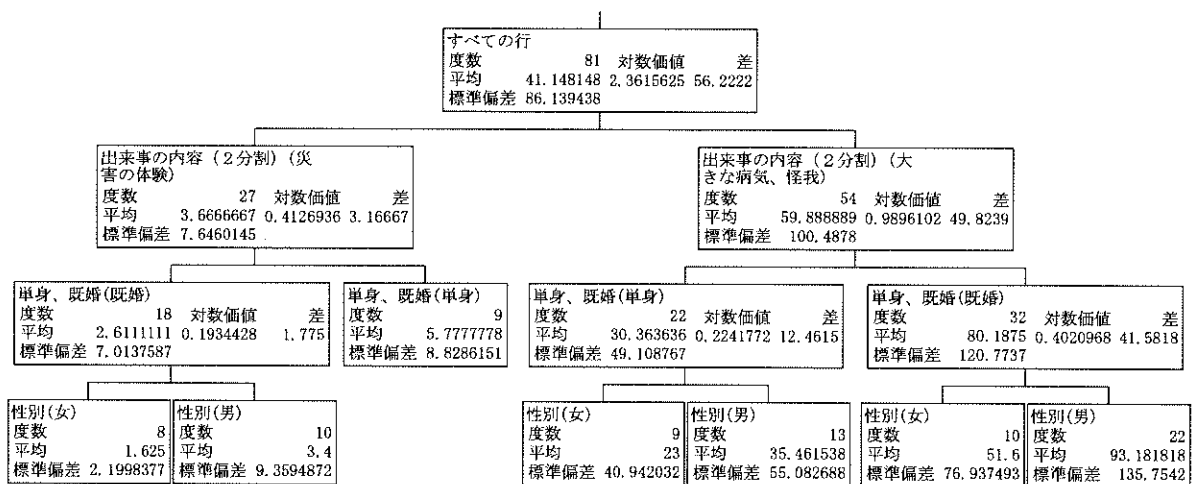 すべての行
度数 81 対数価値 差
平均 41.148148 2.3615625 56.2222
標準偏差 86.139438
出来事の内容(2分割)(災
害の体験)
度数 27 対数価値 差
平均 3.6666667 0.4126936 3.16667
標準偏差 7.6460145
出来事の内容(2分割)(大
きな病気、怪我)
度数 54 対数価値 差
平均 59.888889 0.9896102 49.8239
標準偏差 100.4878
単身、既婚(既婚)
度数 18 対数価値 差
平均 2.6111111 0.1934428 1.775
標準偏差 7.0137587
単身、既婚(単身)
度数 9
平均 5.7777778
標準偏差 8.8286151
単身、既婚(単身)
度数 22 対数価値 差
平均 30.363636 0.2241772 12.4615
標準偏差 49.108767
単身、既婚(既婚)
度数 32 対数価値 差
平均 80.1875 0.4020968 41.5818
標準偏差 120.7737
性別(女)
度数 8
平均 1.625
標準偏差 2.1998377
性別(男)
度数 10
平均 3.4
標準偏差 9.3594872
性別(女)
度数 9
平均 23
標準偏差 40.942032
性別(男)
度数 13
平均 35.461538
標準偏差 55.082688
性別(女)
度数 10
平均 51.6
標準偏差 76.937493
性別(男)
度数 22
平均 93.181818
標準偏差 135.7542